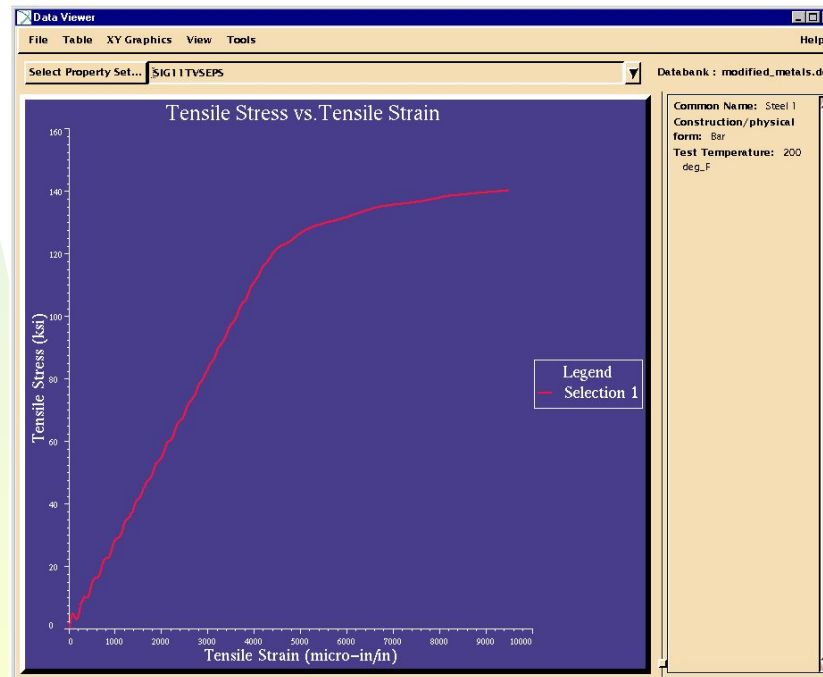 Data Viewer
File Table XY Graphics View Tools Help
Select Property Set... SIG11TVSEPS Databank : modified_metals.d
Tensile Stress vs.Tensile Strain
160
140
120
100
80
60
40
20
0
Tensile Stress (ksi)
0 1000 2000 3000 4000 5000 6000 7000 8000 9000 10000
Tensile Strain (micro-in/in)
Legend
Selection 1
Common Name: Steel 1
Construction/physical
form: Bar
Test Temperature: 200
deg_F